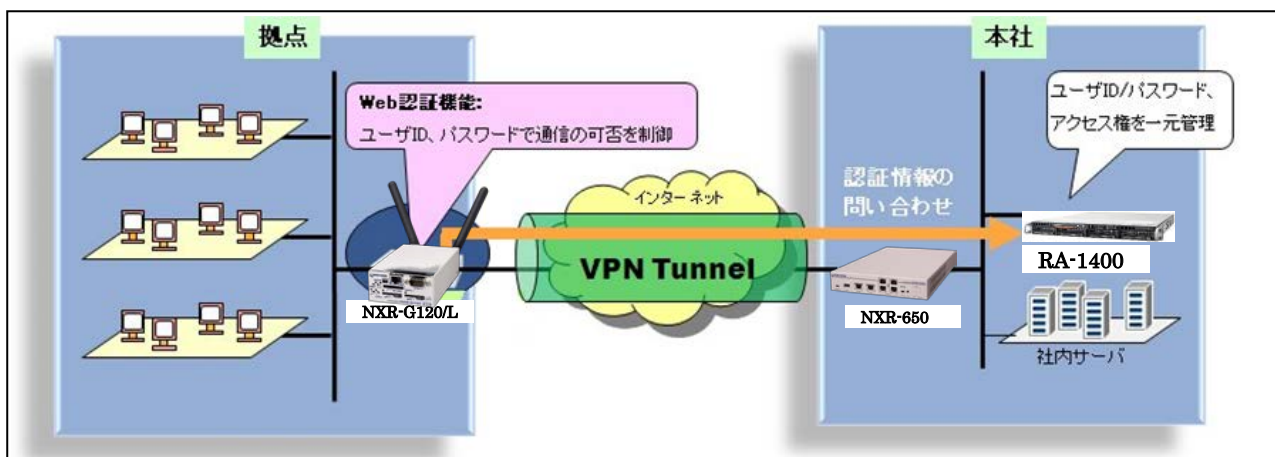 拠点
本社
Web認証機能:
ユーザID、パスワードで通信の可否を制御
ユーザID/パスワード、
アクセス権を一元管理
認証情報の
問い合わせ
インターネット
VPN Tunnel
NXR-G120/L
NXR-650
RA-1400
社内サーバ